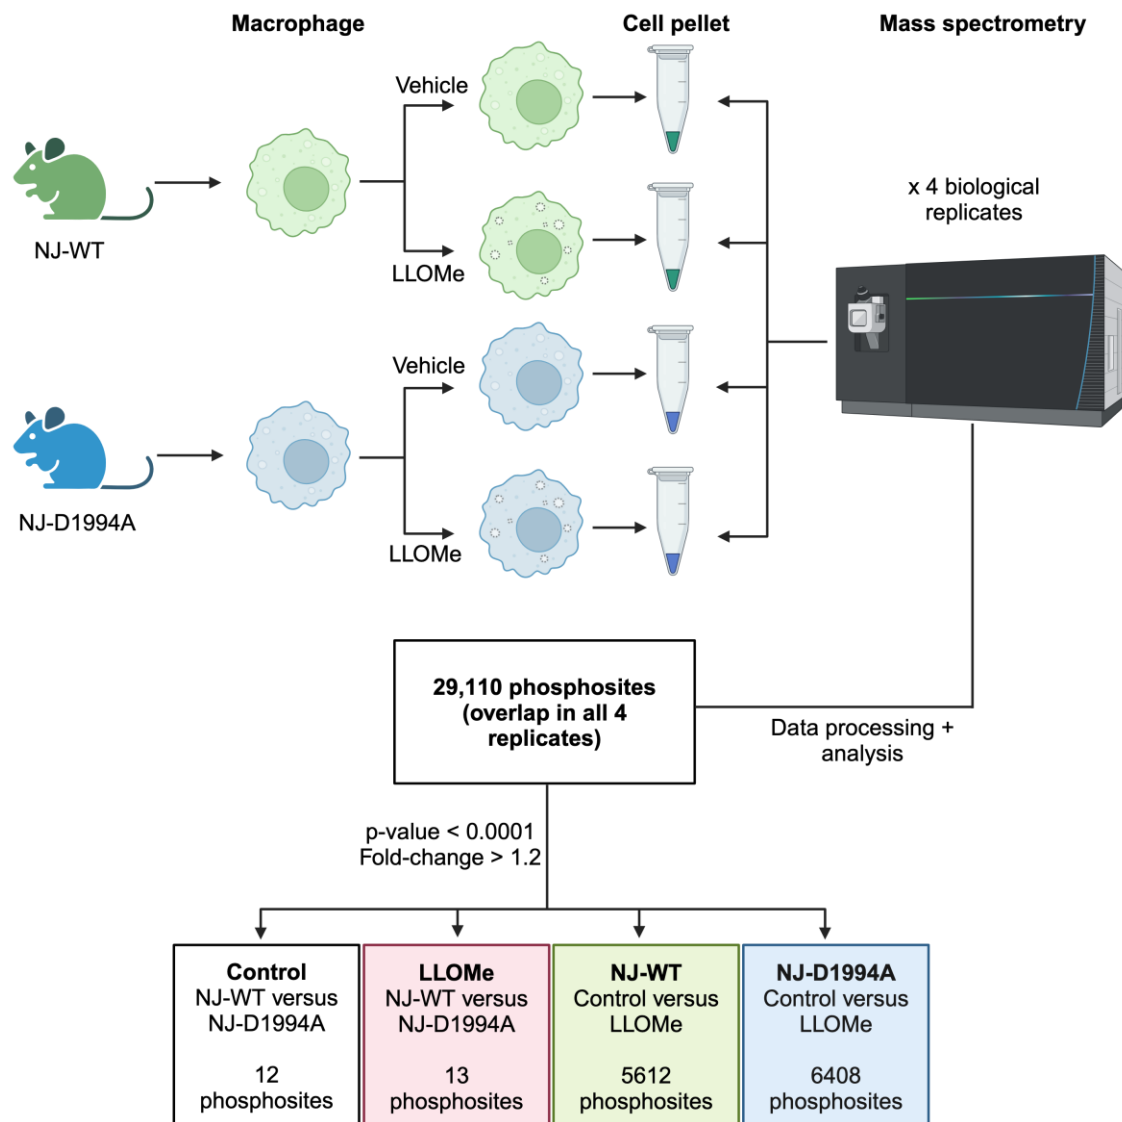 Macrophage
Cell pellet
Mass spectrometry
Vehicle
x 4 biological
replicates
NJ-WT
LLOMe
Vehicle
NJ-D1994A
LLOMe
29,110 phosphosites
(overlap in all 4
replicates)
Data processing +
analysis
p-value < 0.0001
Fold-change > 1.2
Control
NJ-WT versus
NJ-D1994A
12
phosphosites
LLOMe
NJ-WT versus
NJ-D1994A
13
phosphosites
NJ-WT
Control versus
LLOMe
5612
phosphosites
NJ-D1994A
Control versus
LLOMe
6408
phosphosites